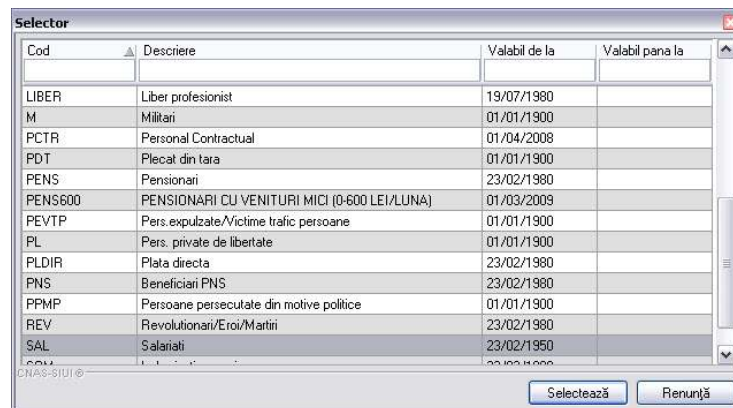 Selector
Cod Descriere Valabil de la Valabil pana la
LIBER Liber profesionist 19/07/1980
M Militari 01/01/1900
PCTR Personal Contractual 01/04/2008
PDT Plecat din tara 01/01/1900
PENS Pensionari 23/02/1980
PENS600 PENSIONARI CU VENITURI MICI (0-600 LEI/LUNA) 01/03/2009
PEVTP Pers.expulzate/Victime trafic persoane 01/01/1900
PL Pers. private de libertate 01/01/1900
PLDIR Plata directa 23/02/1980
PNS Beneficiari PNS 23/02/1980
PPMP Persoane persecutate din motive politice 01/01/1900
REV Revolutionari/Eroi/Martiri 23/02/1980
SAL Salariati 23/02/1950
CNAS-SIUI ©
Selectează Renunţă